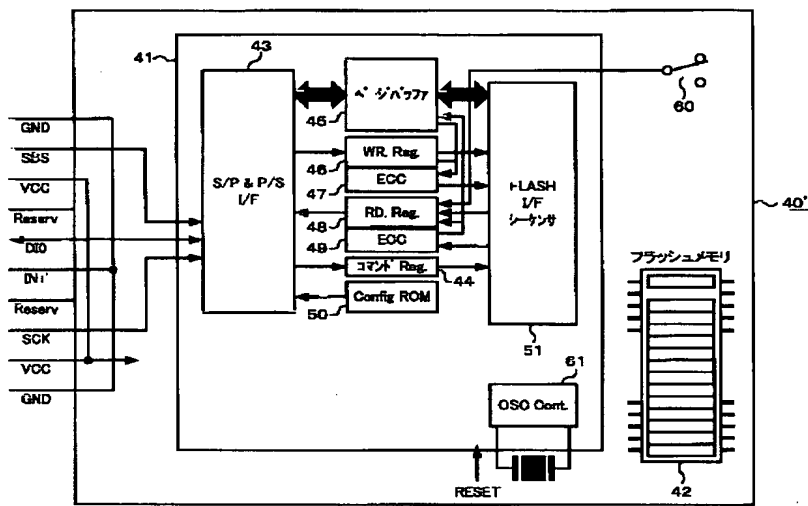 41
43
GND
SBS
VCC
Reserv
DIO
INT
Reserv
SCK
VCC
GND
S/P & P/S
I/F
ページバッファ
45
WR. Reg.
46
ECC
47
RD. Reg.
48
ECC
49
コマンド Reg.
44
Config ROM
50
FLASH
I/F
シーケンサ
51
60
40'
フラッシュメモリ
42
61
OSC Cont.
RESET